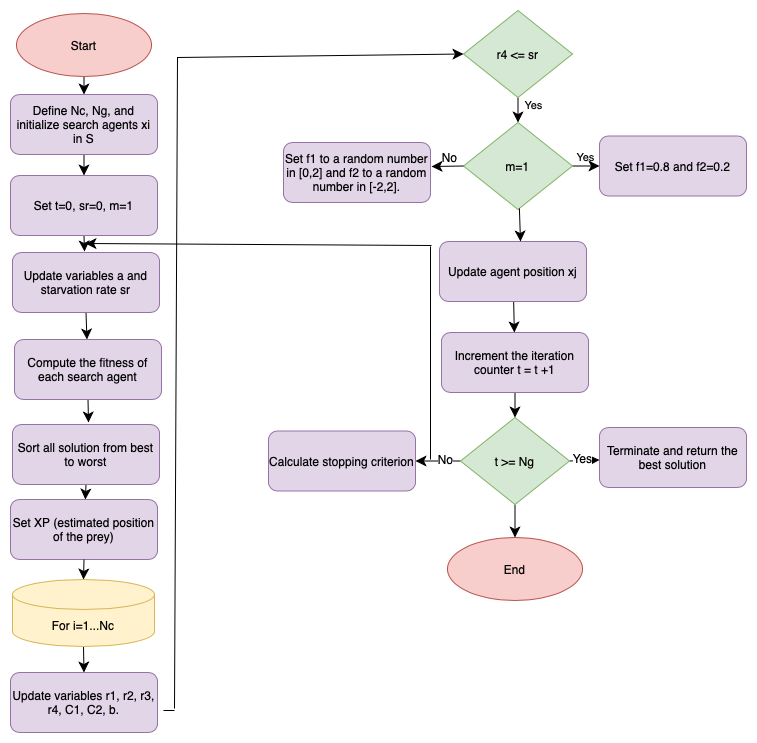 Start
Define Nc, Ng, and
initialize search agents xi
in S
Set t=0, sr=0, m=1
Update variables a and
starvation rate sr
Compute the fitness of
each search agent
Sort all solution from best
to worst
Set XP (estimated position
of the prey)
For i=1...Nc
Update variables r1, r2, r3,
r4, C1, C2, b.
r4 <= sr
Yes
m=1
No
Set f1 to a random number
in [0,2] and f2 to a random
number in [-2,2].
Yes
Set f1=0.8 and f2=0.2
Update agent position xj
Increment the iteration
counter t = t +1
t >= Ng
No
Calculate stopping criterion
Yes
Terminate and return the
best solution
End